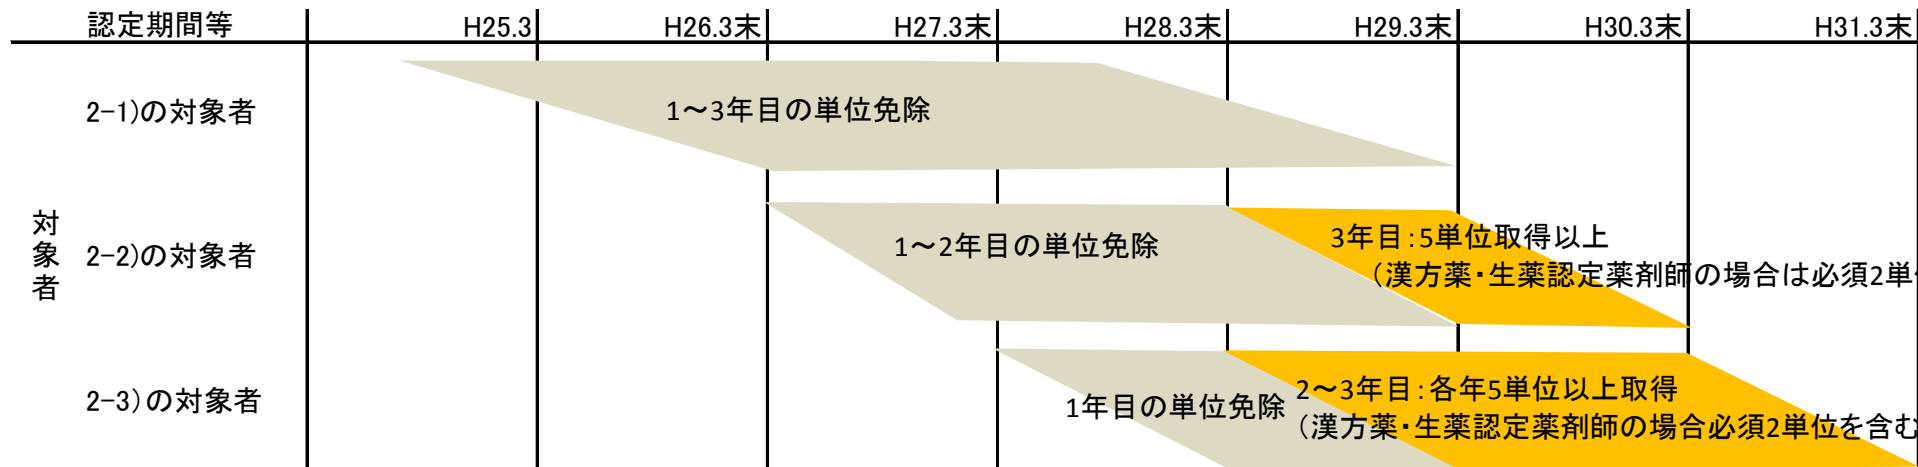 認定期間等 H25.3 H26.3末 H27.3末 H28.3末 H29.3末 H30.3末 H31.3末
対象者
2-1)の対象者
1～3年目の単位免除
2-2)の対象者
1～2年目の単位免除
3年目：5単位取得以上
（漢方薬・生薬認定薬剤師の場合は必須2単
2-3)の対象者
1年目の単位免除
2～3年目：各年5単位以上取得
（漢方薬・生薬認定薬剤師の場合必須2単位を含む